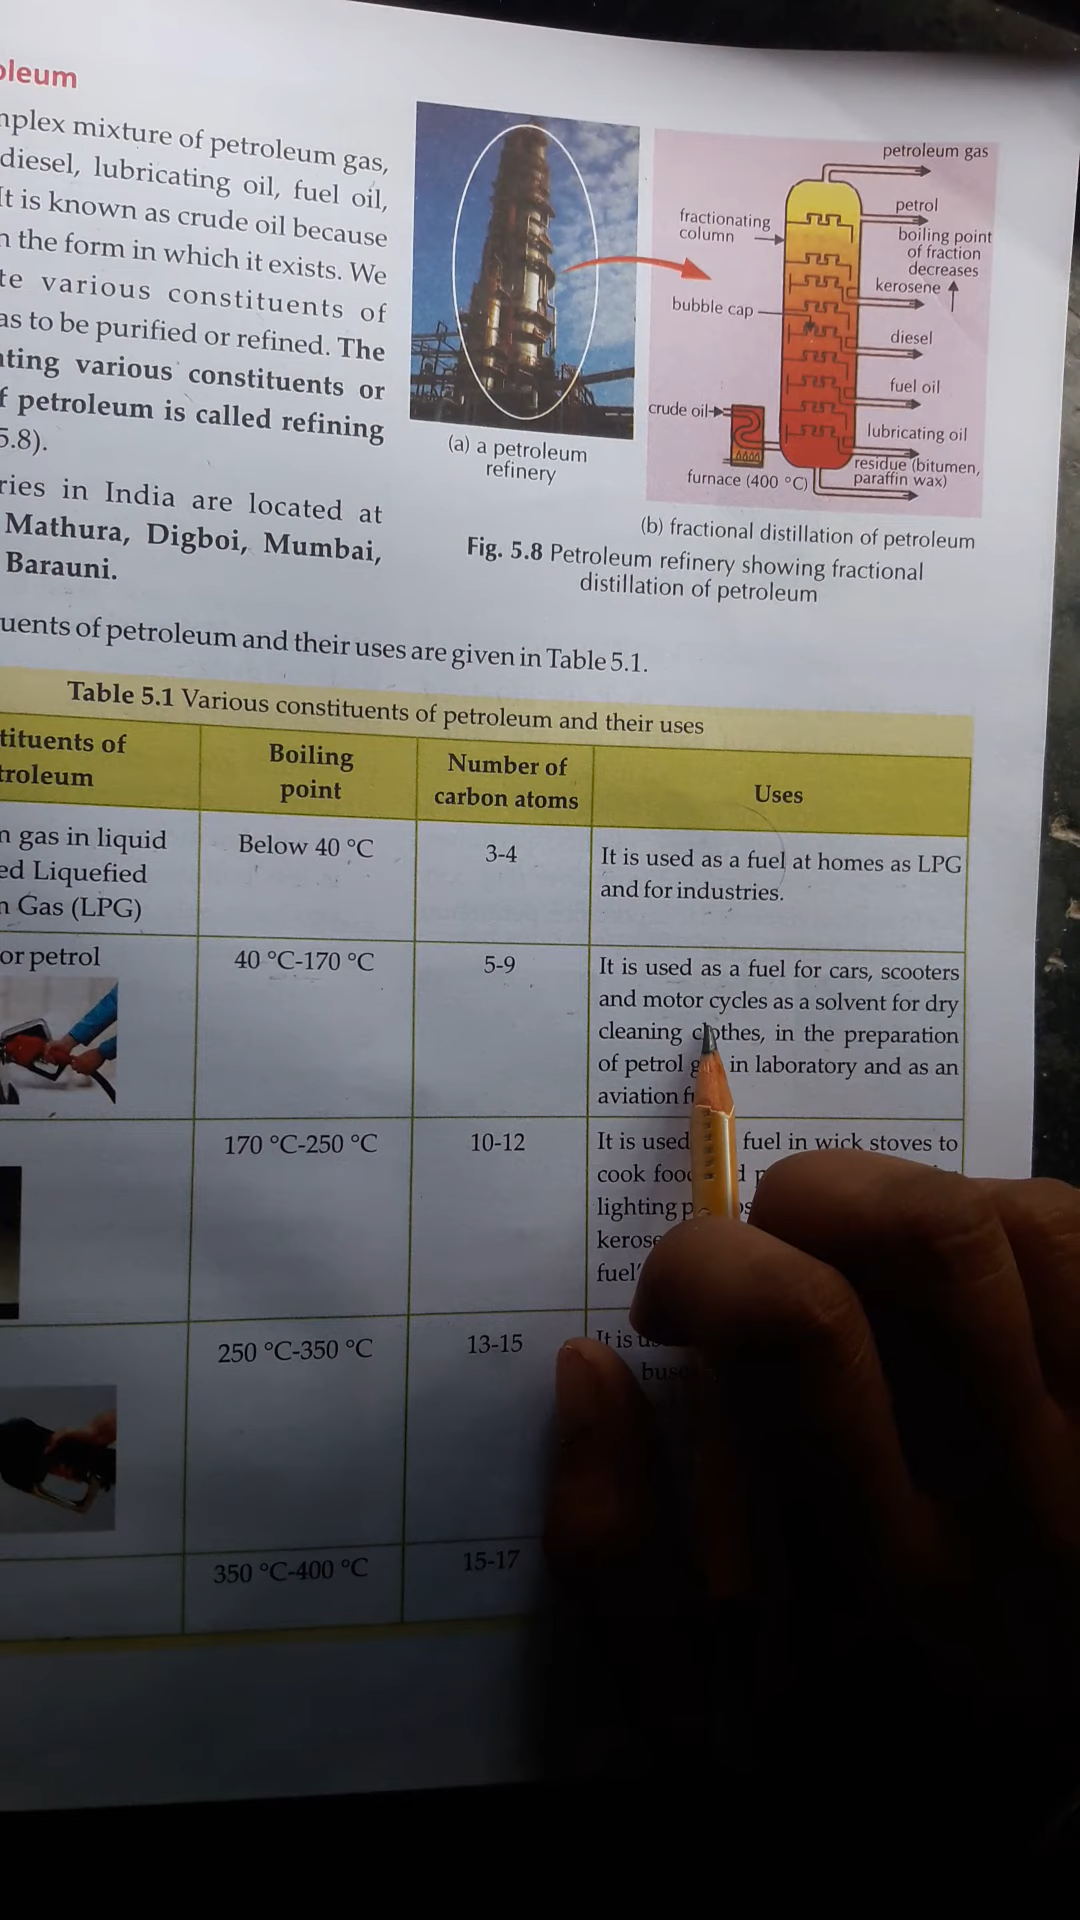 oleum
mplex mixture of petroleum gas,
diesel, lubricating oil, fuel oil,
It is known as crude oil because
n the form in which it exists. We
te various constituents of
as to be purified or refined. The
ating various constituents or
f petroleum is called refining
5.8).
ries in India are located at
Mathura, Digboi, Mumbai,
Barauni.
(a) a petroleum
refinery
petroleum gas
petrol
fractionating
column
boiling point
of fraction
decreases
kerosene
bubble cap
diesel
fuel oil
crude oil
lubricating oil
residue (bitumen,
paraffin wax)
furnace (400 °C)
(b) fractional distillation of petroleum
Fig. 5.8 Petroleum refinery showing fractional
distillation of petroleum
uents of petroleum and their uses are given in Table 5.1.
Table 5.1 Various constituents of petroleum and their uses
tituents of
troleum
Boiling
point
Number of
carbon atoms
Uses
n gas in liquid
ed Liquefied
n Gas (LPG)
Below 40 °C
3-4
It is used as a fuel at homes as LPG
and for industries.
or petrol
40 °C-170 °C
5-9
It is used as a fuel for cars, scooters
and motor cycles as a solvent for dry
cleaning clothes, in the preparation
of petrol in laboratory and as an
aviation
170 °C-250 °C
10-12
It is used fuel in wick stoves to
cook
lighting
fuel'
250 °C-350 °C
13-15
It is
350 °C-400 °C
15-17